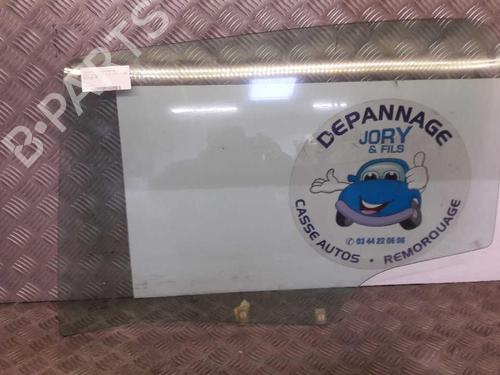 B-PARTS
DEPANNAGE
JORY
& FILS
03 44 22 06 06
CASSE AUTOS • REMORQUAGE